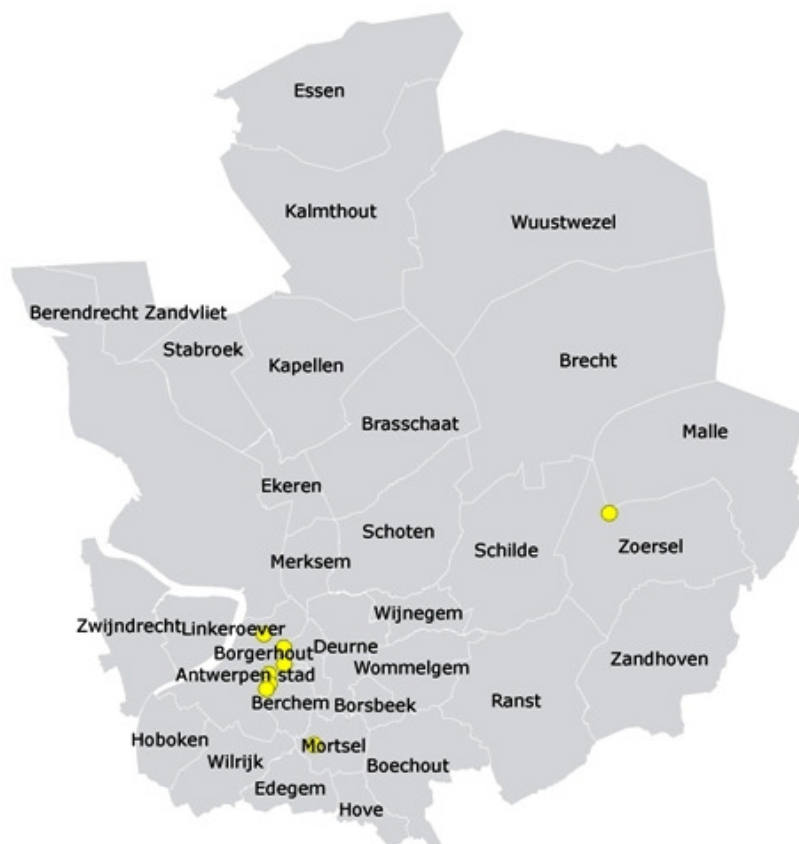 Essen
Kalmthout
Wuustwezel
Berendrecht Zandvliet
Stabroek
Kapellen
Brecht
Brasschaat
Malle
Ekeren
Schoten
Merksem
Schilde
Zoersel
Wijnegem
Zwijndrecht
Linkeroever
Deurne
Borgerhout
Wommelgem
Zandhoven
Antwerpen stad
Ranst
Berchem
Borsbeek
Hoboken
Mortsel
Wilrijk
Boechout
Edegem
Hove